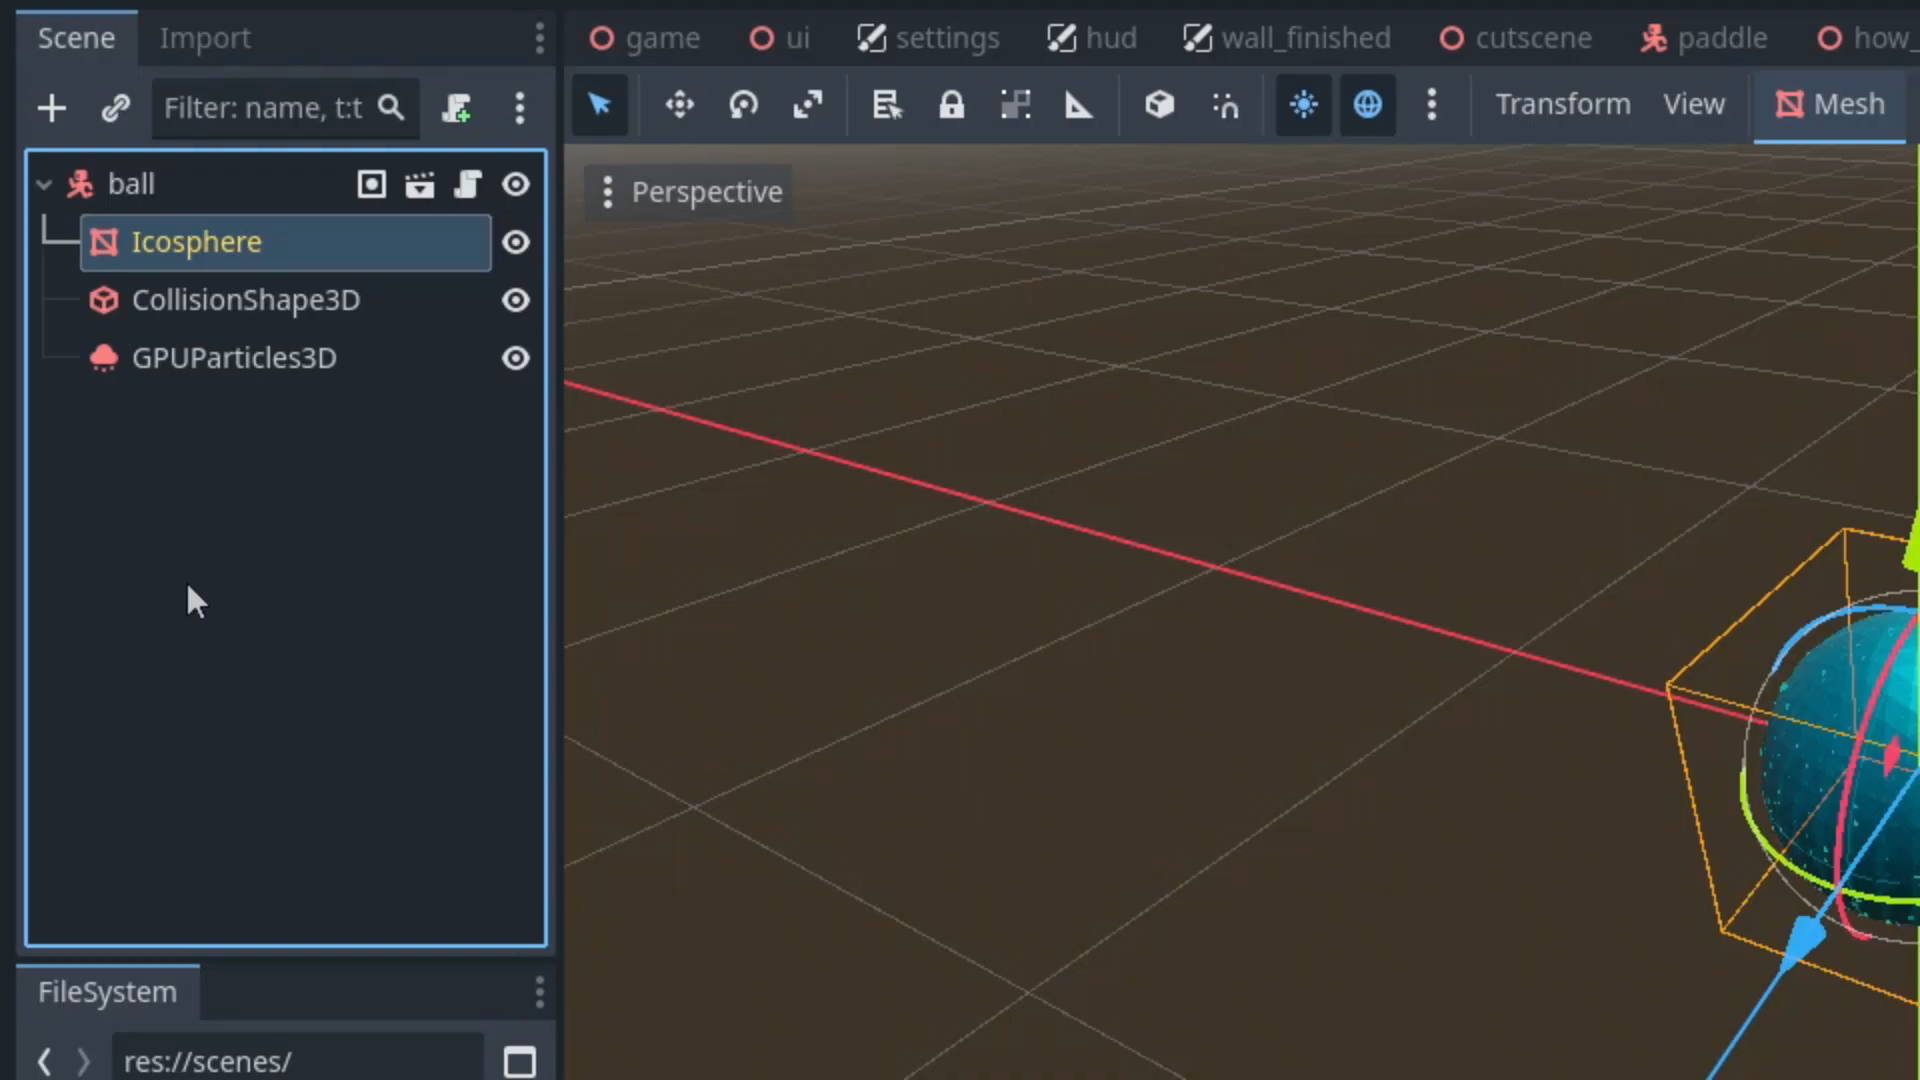 Scene
Import
game
ui
settings
hud
wall_finished
cutscene
paddle
how_
Filter: name, t:t
Transform
View
Mesh
ball
Perspective
Icosphere
CollisionShape3D
GPUParticles3D
FileSystem
res://scenes/